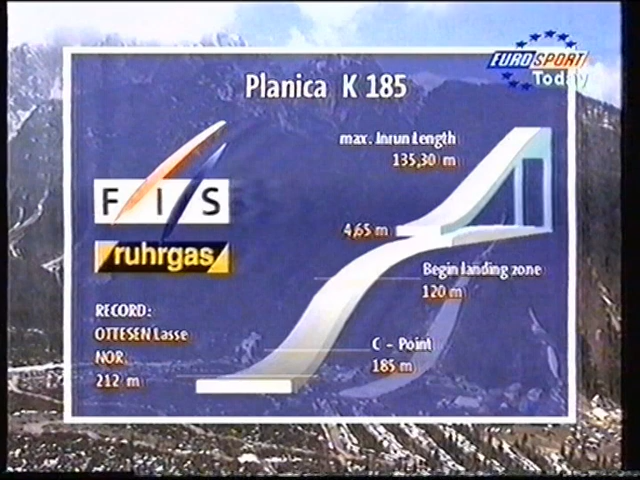 EUROSPORT
Today
Planica K 185
max. Inrun Length
135,30 m
FIS
4,65 m
ruhrgas
Begin landing zone
120 m
RECORD:
OTTESEN Lasse
NOR
212 m
C - Point
185 m